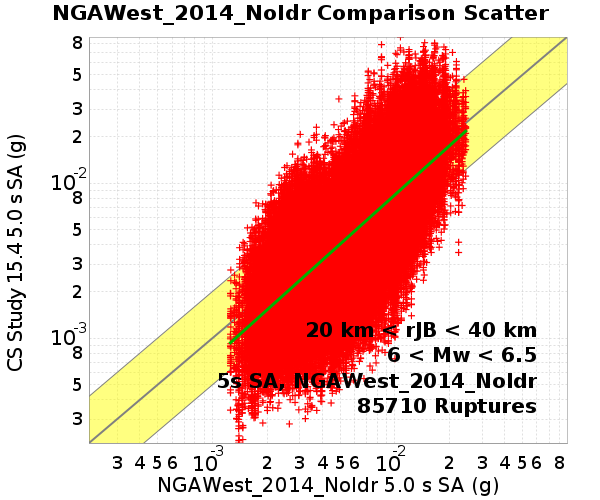 NGAWest_2014_NoIdr Comparison Scatter
8
5
3
2
10⁻²
8
5
3
2
10⁻³
8
5
3
CS Study 15.4 5.0 s SA (g)
20 km < rJB < 40 km
6 < Mw < 6.5
5s SA, NGAWest_2014_NoIdr
85710 Ruptures
3 4 5 6 10⁻³ 2 3 4 5 6 10⁻² 2 3 4 5 6 8
NGAWest_2014_NoIdr 5.0 s SA (g)